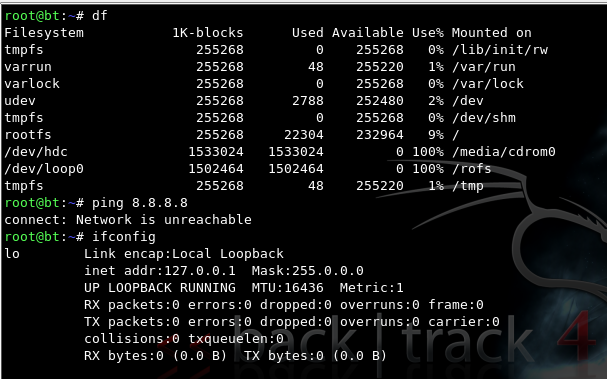 root@bt:~# df
Filesystem           1K-blocks      Used Available Use% Mounted on
tmpfs                   255268         0    255268   0% /lib/init/rw
varrun                  255268        48    255220   1% /var/run
varlock                 255268         0    255268   0% /var/lock
udev                    255268      2788    252480   2% /dev
tmpfs                   255268         0    255268   0% /dev/shm
rootfs                  255268     22304    232964   9% /
/dev/hdc               1533024   1533024         0 100% /media/cdrom0
/dev/loop0             1502464   1502464         0 100% /rofs
tmpfs                   255268        48    255220   1% /tmp
root@bt:~# ping 8.8.8.8
connect: Network is unreachable
root@bt:~# ifconfig
lo        Link encap:Local Loopback
          inet addr:127.0.0.1  Mask:255.0.0.0
          UP LOOPBACK RUNNING  MTU:16436  Metric:1
          RX packets:0 errors:0 dropped:0 overruns:0 frame:0
          TX packets:0 errors:0 dropped:0 overruns:0 carrier:0
          collisions:0 txqueuelen:0
          RX bytes:0 (0.0 B)  TX bytes:0 (0.0 B)
<< back | track 4